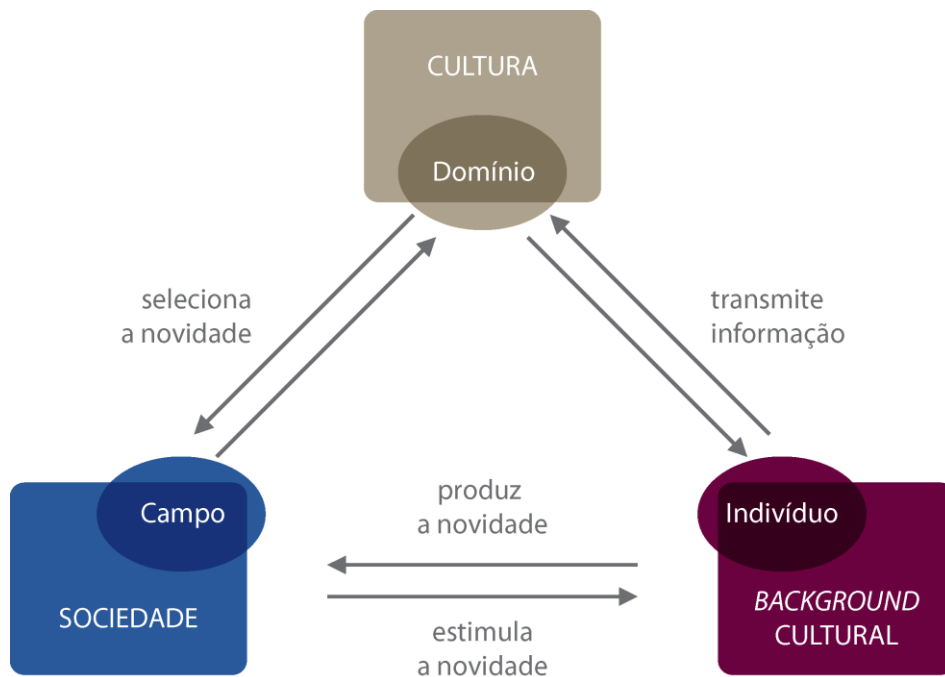 CULTURA
Domínio
seleciona
a novidade
transmite
informação
Campo
SOCIEDADE
produz
a novidade
estimula
a novidade
Indivíduo
BACKGROUND
CULTURAL